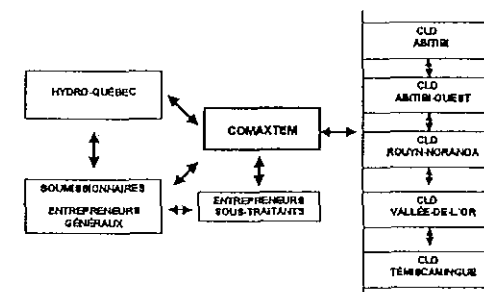 HYDRO-QUÉBEC
SOUMISSIONNAIRES
ENTREPRENEURS
GÉNÉRAUX
COMAXTEM
ENTREPRENEURS
SOUS-TRAITANTS
CLD
ABITIBI
CLD
ABITIBI-OUEST
CLD
ROUYN-NORANDA
CLD
VALLÉE-DE-L'OR
CLD
TÉMISCAMINGUE